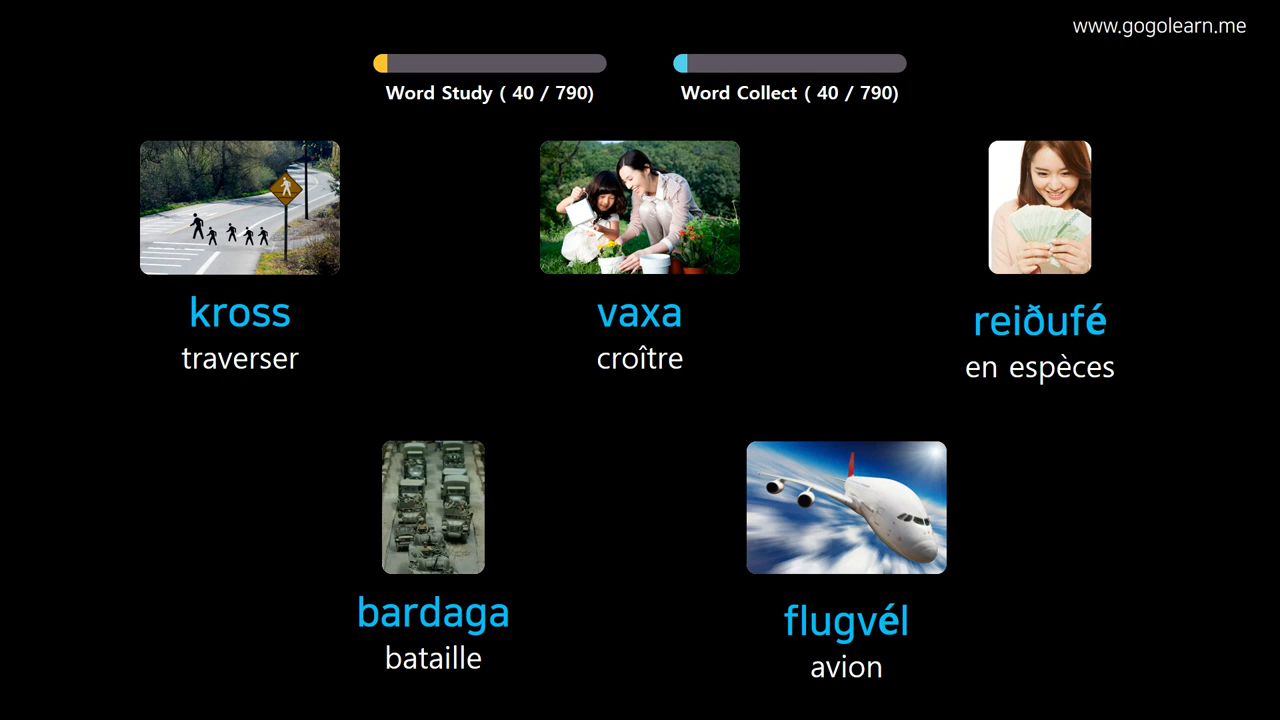 www.gogolearn.me
Word Study ( 40 / 790)
Word Collect ( 40 / 790)
kross
traverser
vaxa
croître
reiðufé
en espèces
bardaga
bataille
flugvél
avion